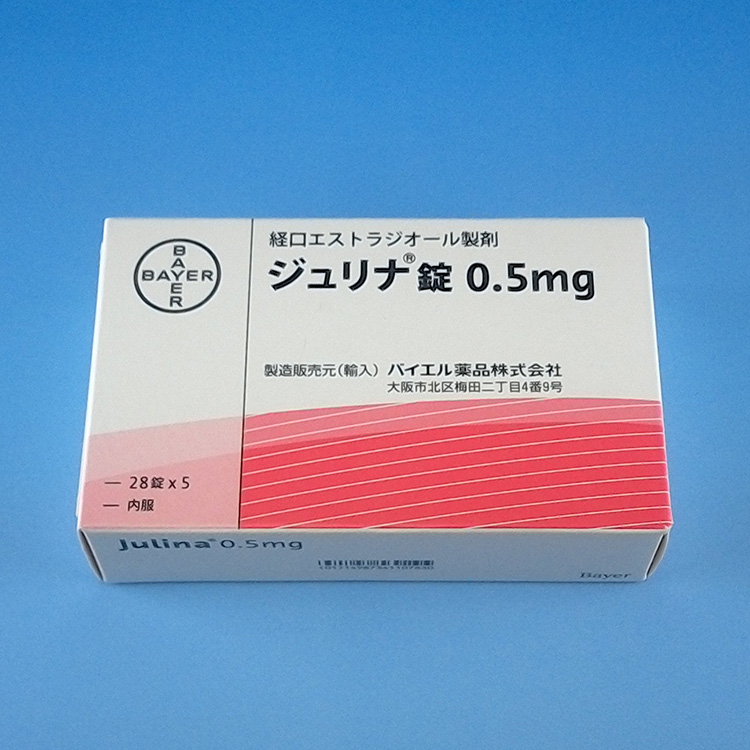 BAYER
BAYER
経口エストラジオール製剤
ジュリナ®錠 0.5mg
製造販売元(輸入) バイエル薬品株式会社
大阪市北区梅田二丁目4番9号
― 28錠 x 5
― 内服
Julina® 0.5mg
Bayer